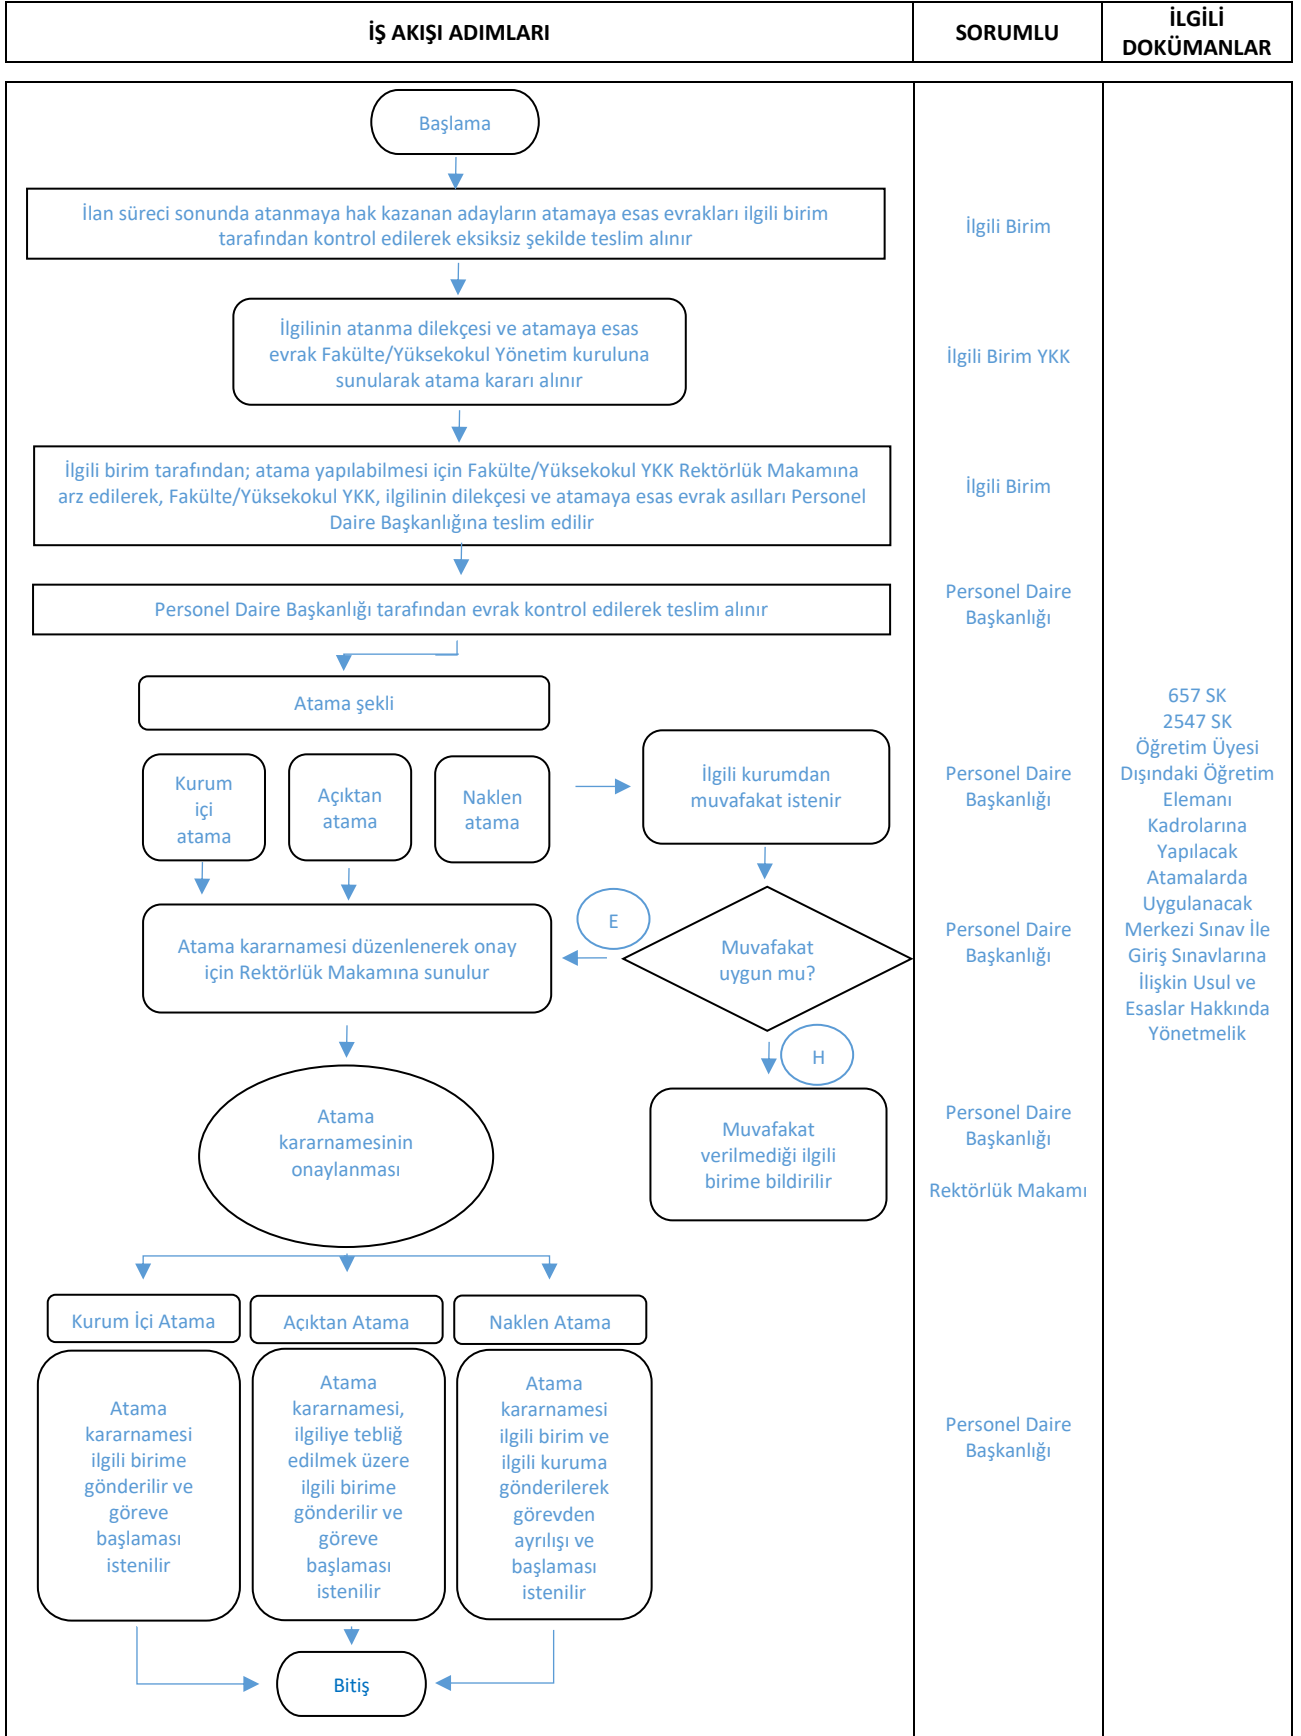 İŞ AKIŞI ADIMLARI
SORUMLU
İLGİLİ
DOKÜMANLAR
Başlama
İlan süreci sonunda atanmaya hak kazanan adayların atamaya esas evrakları ilgili birim
tarafından kontrol edilerek eksiksiz şekilde teslim alınır
İlgili Birim
İlgilinin atanma dilekçesi ve atamaya esas
evrak Fakülte/Yüksekokul Yönetim kuruluna
sunularak atama kararı alınır
İlgili Birim YKK
İlgili birim tarafından; atama yapılabilmesi için Fakülte/Yüksekokul YKK Rektörlük Makamına
arz edilerek, Fakülte/Yüksekokul YKK, ilgilinin dilekçesi ve atamaya esas evrak asılları Personel
Daire Başkanlığına teslim edilir
İlgili Birim
Personel Daire Başkanlığı tarafından evrak kontrol edilerek teslim alınır
Personel Daire
Başkanlığı
Atama şekli
Kurum
içi
atama
Açıktan
atama
Naklen
atama
İlgili kurumdan
muvafakat istenir
Personel Daire
Başkanlığı
657 SK
2547 SK
Öğretim Üyesi
Dışındaki Öğretim
Elemanı
Kadrolarına
Yapılacak
Atamalarda
Uygulanacak
Merkezi Sınav İle
Giriş Sınavlarına
İlişkin Usul ve
Esaslar Hakkında
Yönetmelik
Atama kararnamesi düzenlenerek onay
için Rektörlük Makamına sunulur
E
Muvafakat
uygun mu?
Personel Daire
Başkanlığı
H
Atama
kararnamesinin
onaylanması
Muvafakat
verilmediği ilgili
birime bildirilir
Personel Daire
Başkanlığı
Rektörlük Makamı
Kurum İçi Atama
Açıktan Atama
Naklen Atama
Atama
kararnamesi
ilgili birime
gönderilir ve
göreve
başlaması
istenilir
Atama
kararnamesi,
ilgiliye tebliğ
edilmek üzere
ilgili birime
gönderilir ve
göreve
başlaması
istenilir
Atama
kararnamesi
ilgili birim ve
ilgili kuruma
gönderilerek
görevden
ayrılışı ve
başlaması
istenilir
Personel Daire
Başkanlığı
Bitiş